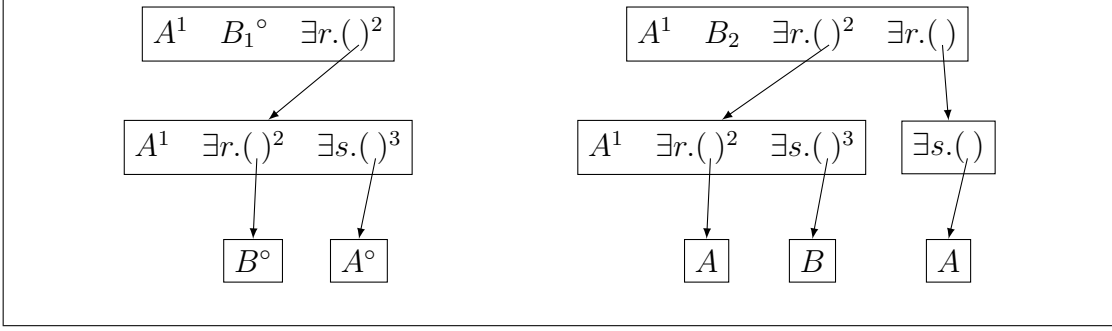 A¹ B₁° ∃r.( )² A¹ B₂ ∃r.( )² ∃r.( )
A¹ ∃r.( )² ∃s.( )³ A¹ ∃r.( )² ∃s.( )³ ∃s.( )
B° A° A B A